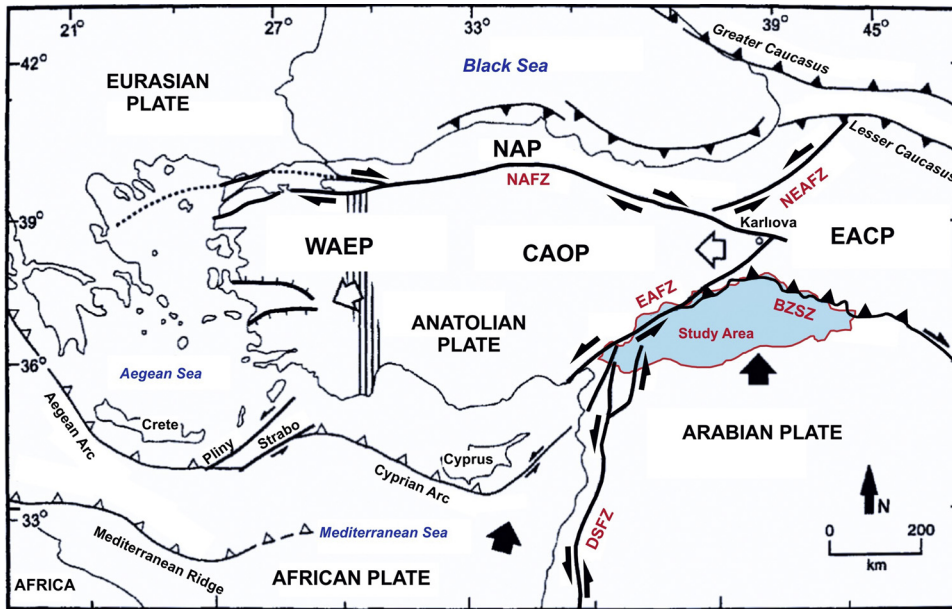 21°
27°
39°
45°
42°
39°
36°
33°
Greater Caucasus
Black Sea
EURASIAN
PLATE
Lesser Caucasus
NAP
NAFZ
NEAFZ
Karlıova
WAEP
CAOP
EACP
EAFZ
BZSZ
Study Area
ANATOLIAN
PLATE
Aegean Sea
Crete
Aegean Arc
Pliny
Strabo
Cyprus
Cyprian Arc
ARABIAN PLATE
DSFZ
N
0 200
km
Mediterranean Sea
Mediterranean Ridge
AFRICA
AFRICAN PLATE